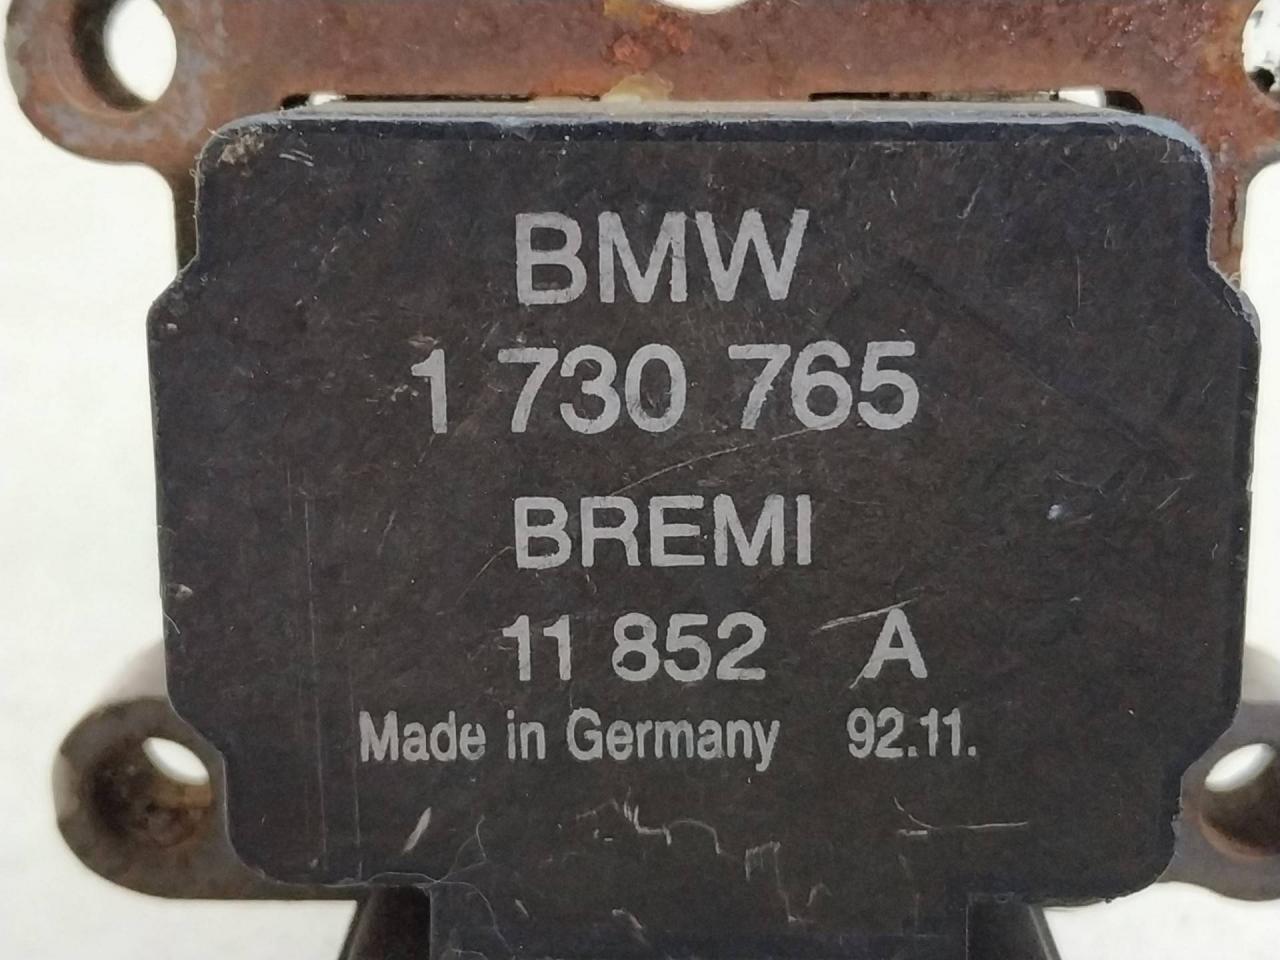 BMW
1 730 765
BREMI
11 852 A
Made in Germany 92.11.